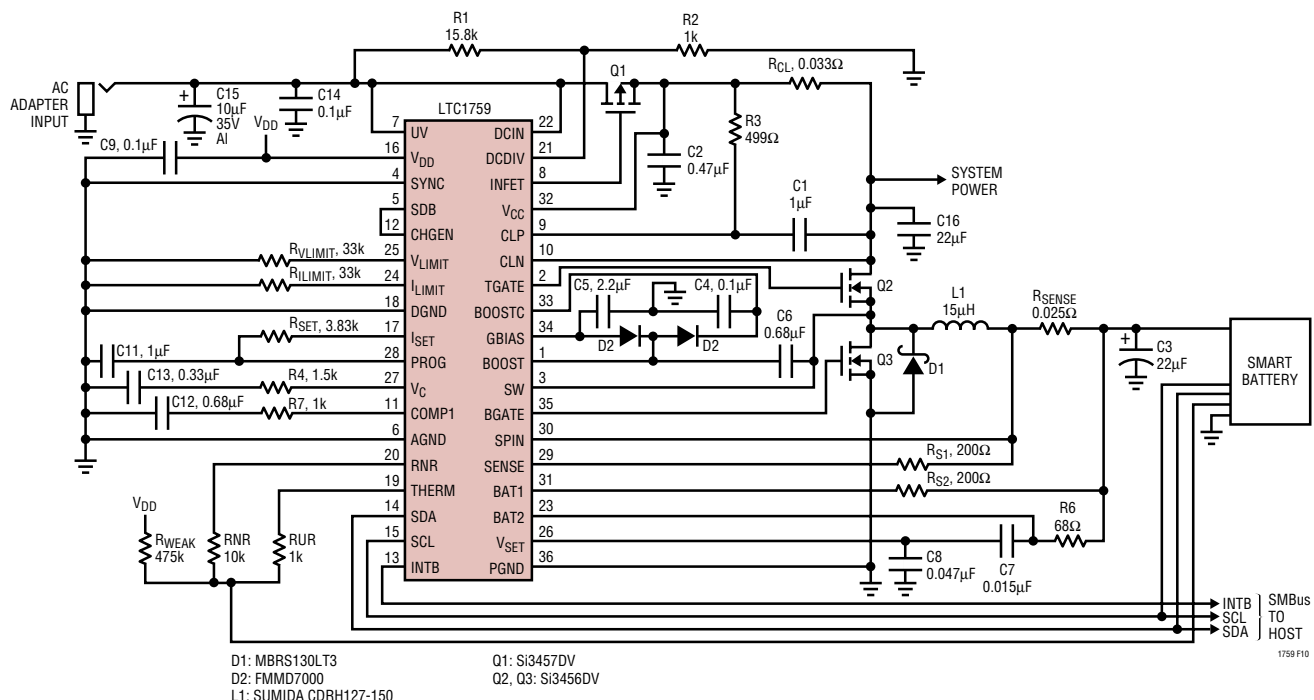 R1
15.8k
R2
1k
AC
ADAPTER
INPUT
+
C15
10µF
35V
Al
C14
0.1µF
VDD
C9, 0.1µF
Q1
RCL, 0.033Ω
R3
499Ω
C2
0.47µF
C1
1µF
SYSTEM
POWER
C16
22µF
LTC1759
7 UV
16 VDD
4 SYNC
5 SDB
12 CHGEN
25 VLIMIT
24 ILIMIT
18 DGND
17 ISET
28 PROG
27 VC
11 COMP1
6 AGND
20 RNR
19 THERM
14 SDA
15 SCL
13 INTB
DCIN 22
DCDIV 21
INFET 8
VCC 32
CLP 9
CLN 10
TGATE 2
BOOSTC 33
GBIAS 34
BOOST 1
SW 3
BGATE 35
SPIN 30
SENSE 29
BAT1 31
BAT2 23
VSET 26
PGND 36
RVLIMIT, 33k
RILIMIT, 33k
RSET, 3.83k
C11, 1µF
C13, 0.33µF
R4, 1.5k
C12, 0.68µF
R7, 1k
VDD
RWEAK
475k
RNR
10k
RUR
1k
C5, 2.2µF
C4, 0.1µF
D2
D2
C6
0.68µF
Q2
Q3
D1
L1
15µH
RSENSE
0.025Ω
+
C3
22µF
SMART
BATTERY
RS1, 200Ω
RS2, 200Ω
R6
68Ω
C8
0.047µF
C7
0.015µF
INTB
SCL
SDA
SMBus
TO
HOST
1759 F10
D1: MBRS130LT3
D2: FMMD7000
L1: SUMIDA CDRH127-150
Q1: Si3457DV
Q2, Q3: Si3456DV